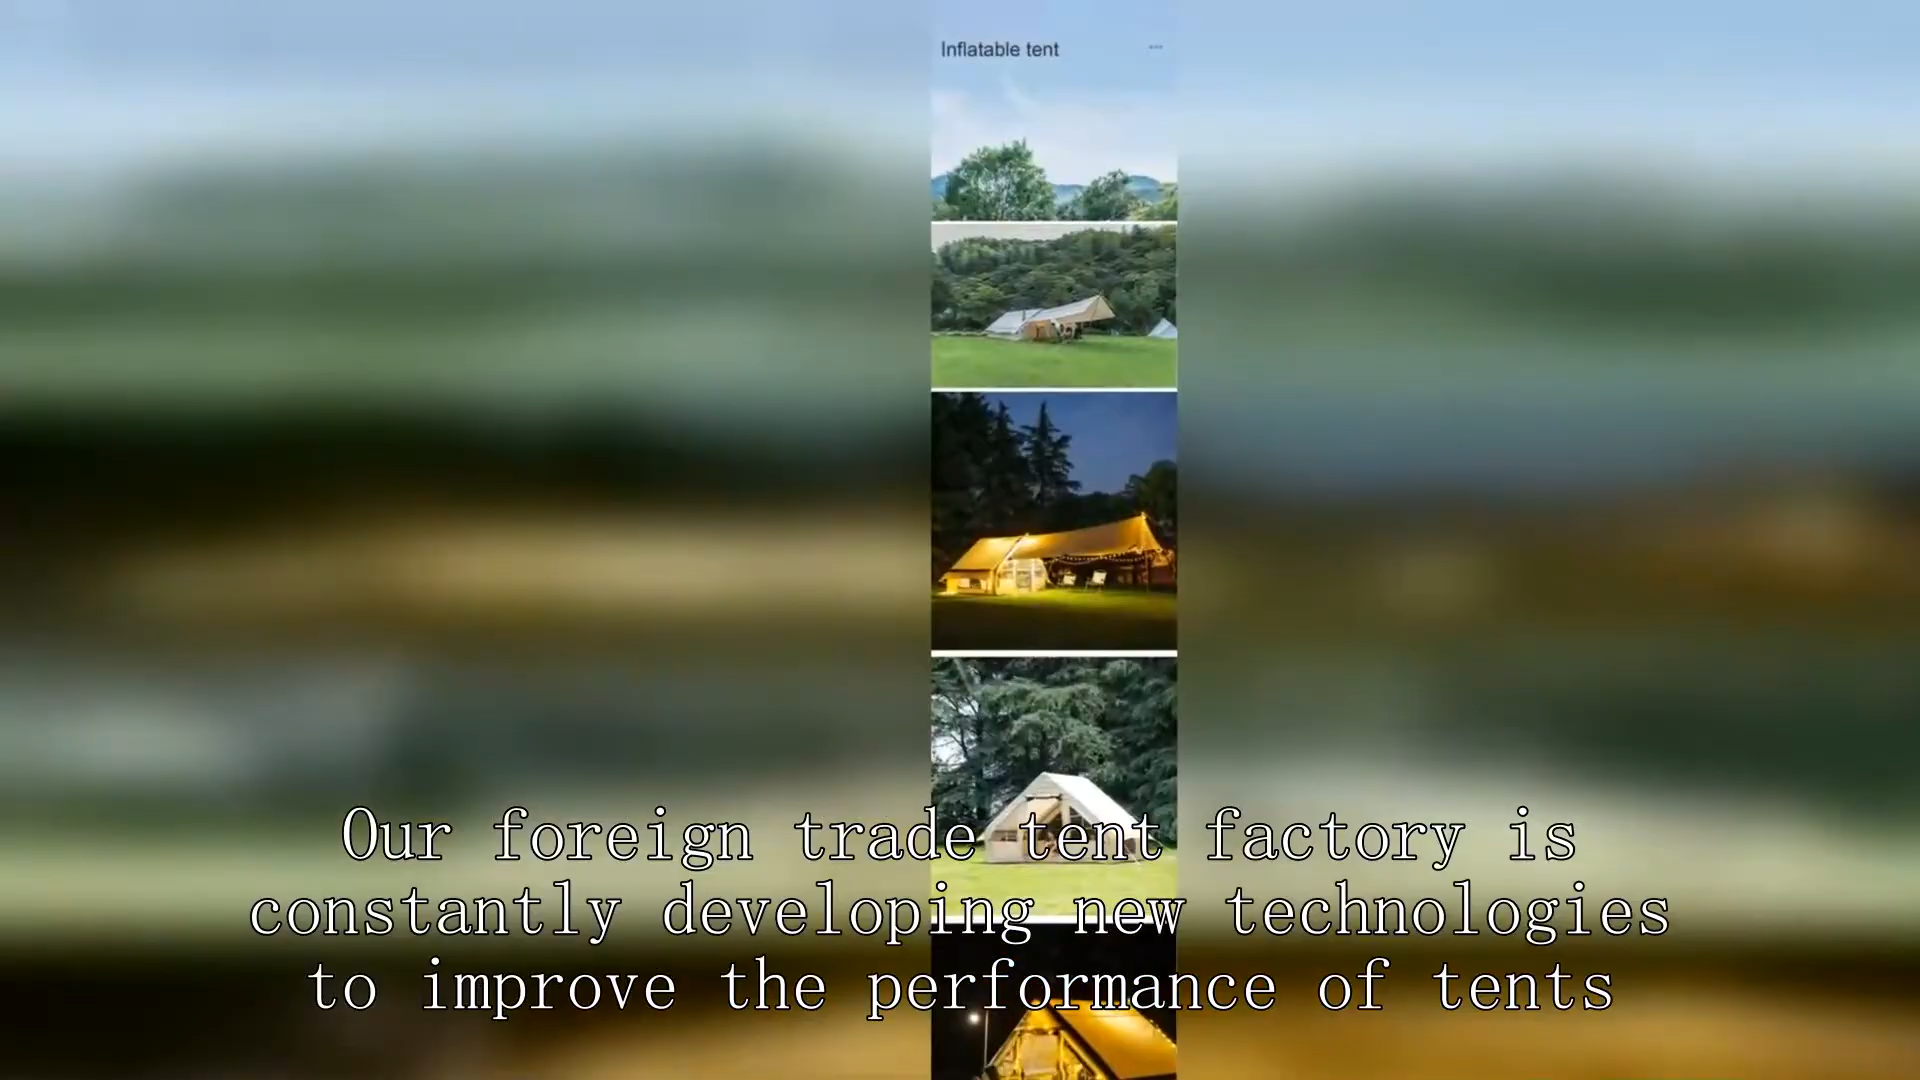 Inflatable tent
Our foreign trade tent factory is
constantly developing new technologies
to improve the performance of tents